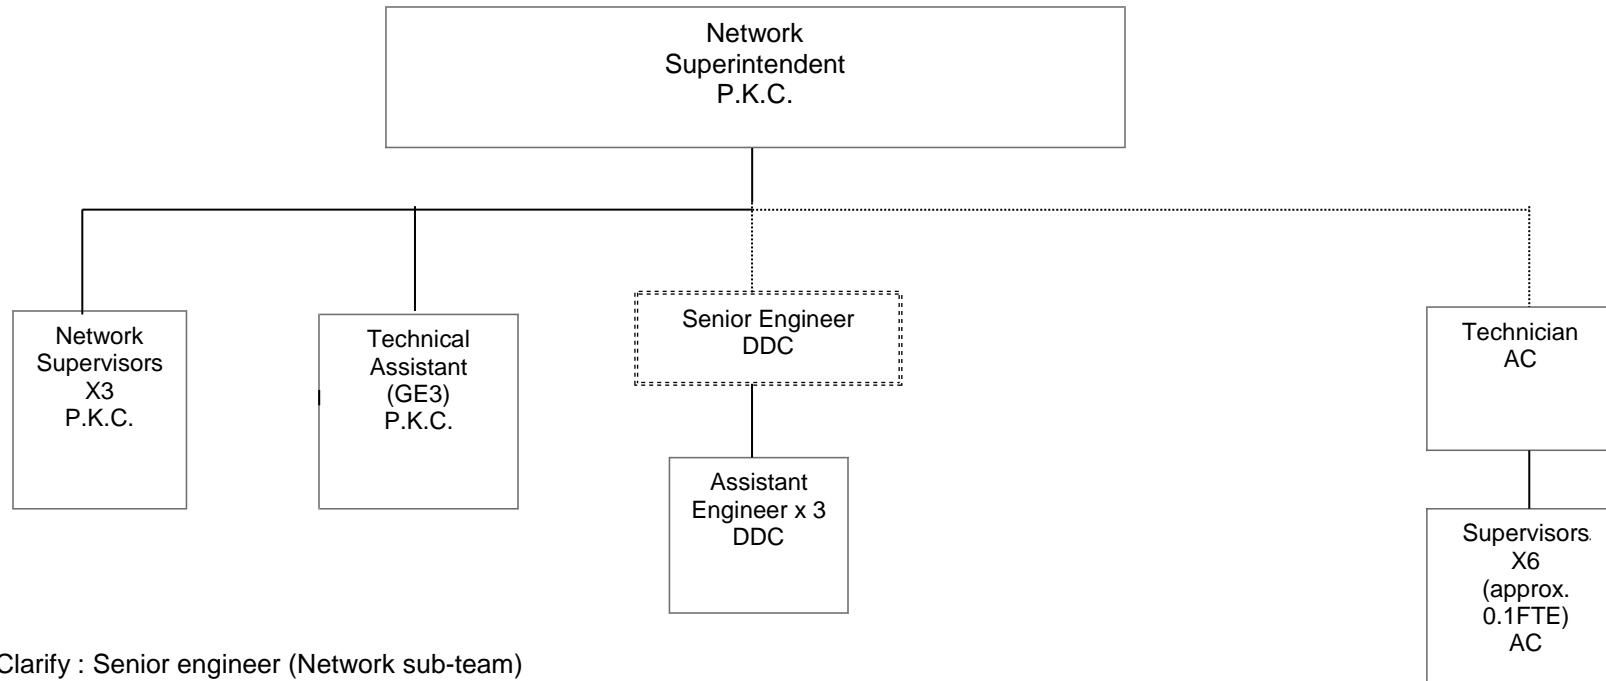 Network
Superintendent
P.K.C.
Network
Supervisors
X3
P.K.C.
Technical
Assistant
(GE3)
P.K.C.
Senior Engineer
DDC
Technician
AC
Assistant
Engineer x 3
DDC
Supervisors
X6
(approx.
0.1FTE)
AC
Clarify : Senior engineer (Network sub-team)